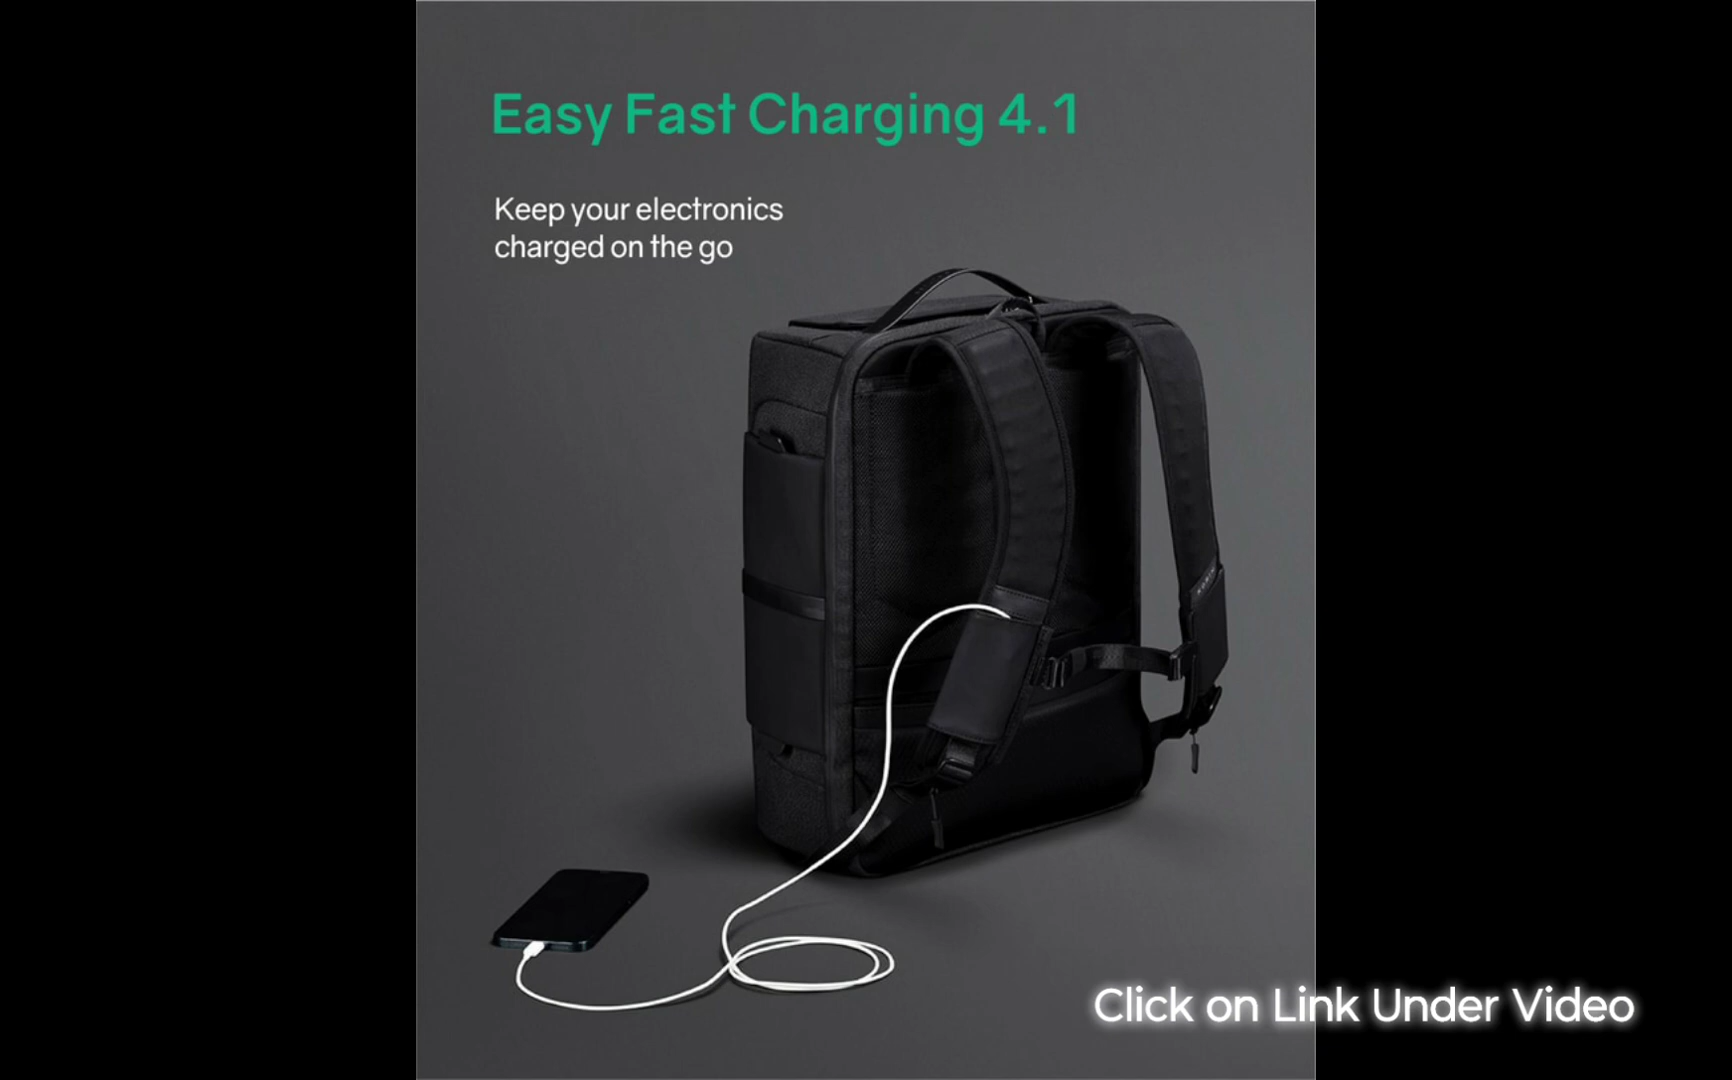 Easy Fast Charging 4.1
Keep your electronics
charged on the go
Click on Link Under Video